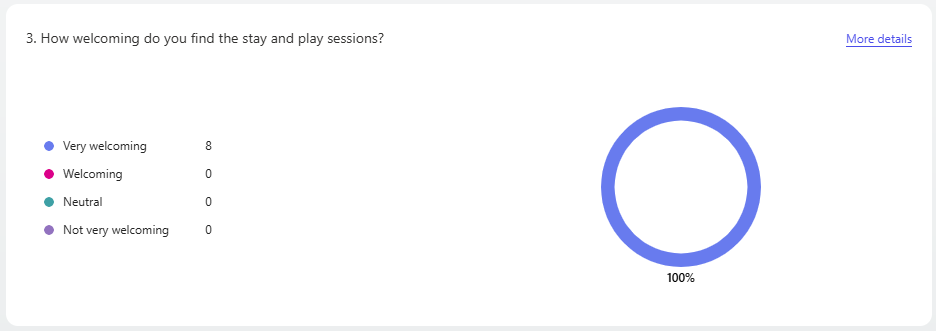 3. How welcoming do you find the stay and play sessions?
More details
Very welcoming 8
Welcoming 0
Neutral 0
Not very welcoming 0
100%